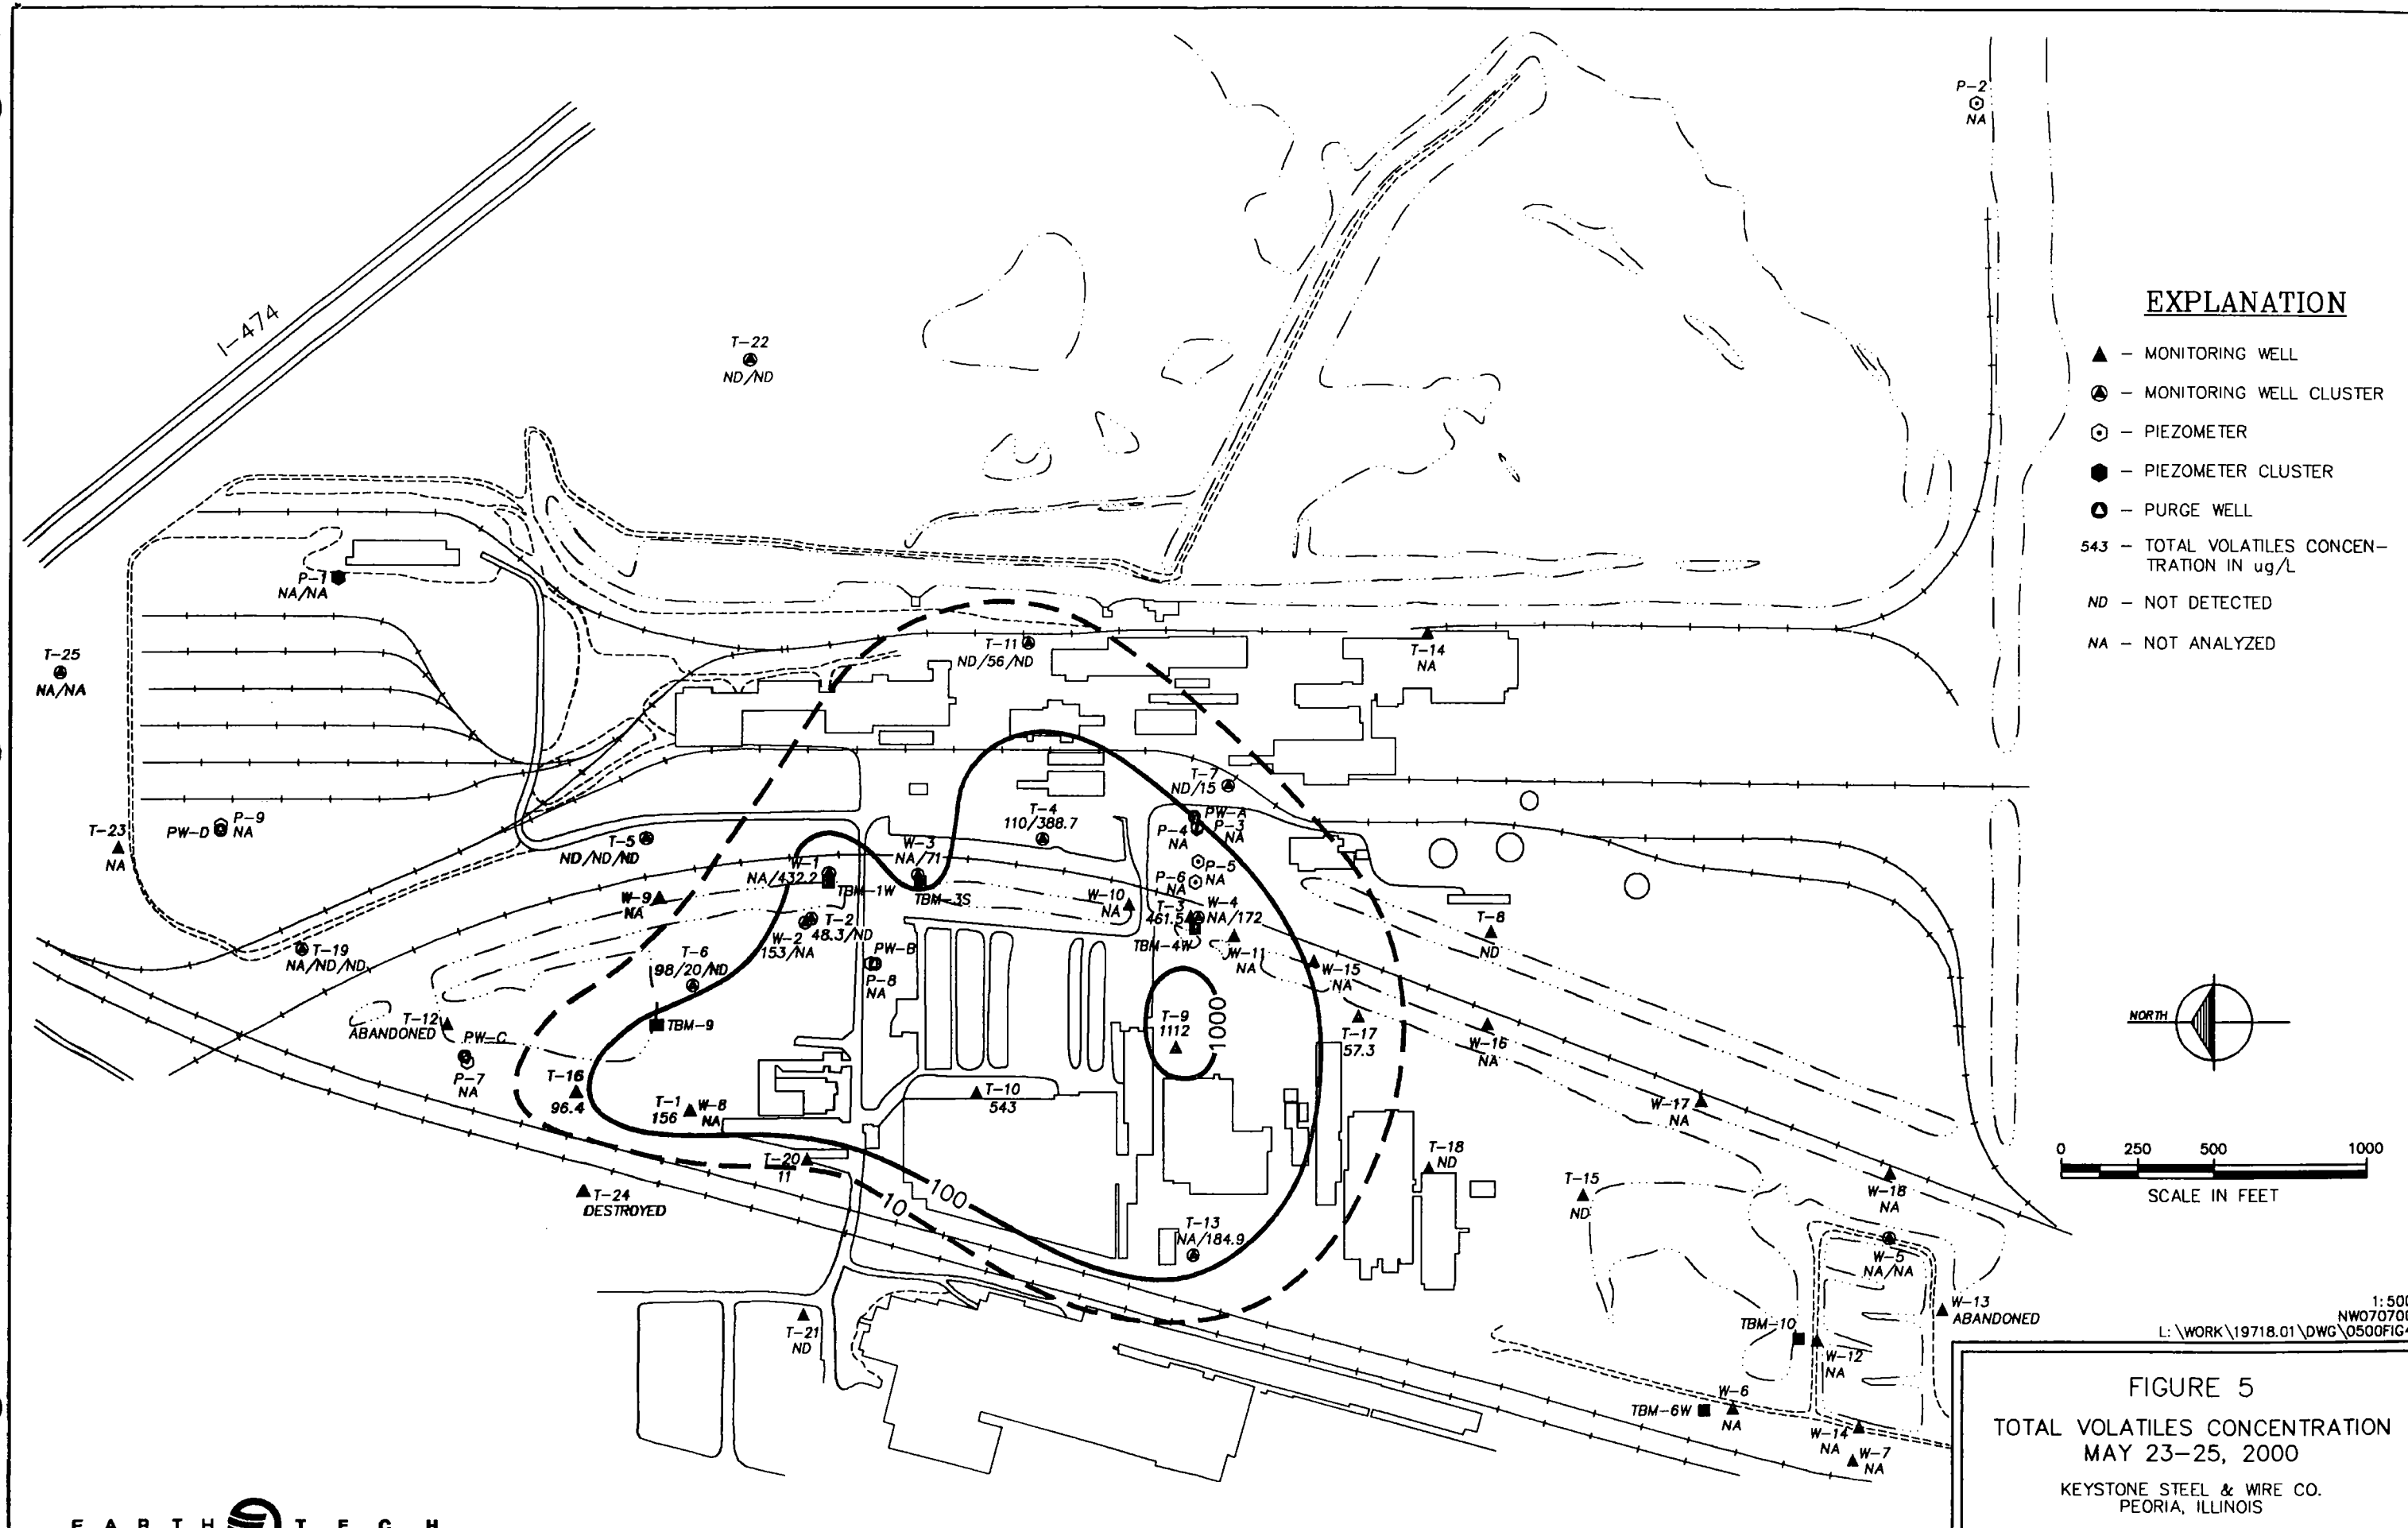 P-2
NA
I-474
T-22
ND/ND
EXPLANATION
– MONITORING WELL
– MONITORING WELL CLUSTER
– PIEZOMETER
– PIEZOMETER CLUSTER
– PURGE WELL
543 – TOTAL VOLATILES CONCEN-
TRATION IN ug/L
ND – NOT DETECTED
NA – NOT ANALYZED
P-1
NA/NA
T-25
NA/NA
T-11
ND/56/ND
T-14
NA
T-7
ND/15
PW-A
P-4
NA
P-3
NA
T-4
110/388.7
P-9
NA
PW-D
T-23
NA
T-5
ND/ND/ND
W-3
NA/71
W-1
NA/432.2
TBM-1W
TBM-3S
P-5
NA
P-6
NA
W-9
NA
W-10
NA
T-3
461.5
W-4
NA/172
TBM-4W
W-11
NA
T-8
ND
T-2
48.3/ND
W-2
153/NA
T-19
NA/ND/ND
T-6
98/20/ND
PW-B
P-8
NA
W-15
NA
T-12
ABANDONED
TBM-9
T-9
1112
1000
T-17
57.3
W-16
NA
NORTH
PW-C
P-7
NA
T-16
96.4
T-1
156
W-8
NA
T-10
543
W-17
NA
T-20
11
T-24
DESTROYED
100
10
T-18
ND
T-15
ND
W-18
NA
0 250 500 1000
SCALE IN FEET
T-13
NA/184.9
W-5
NA/NA
T-21
ND
W-13
ABANDONED
TBM-10
W-12
NA
W-6
NA
TBM-6W
W-14
NA
W-7
NA
L:\WORK\19718.01\DWG\0500FIG
FIGURE 5
TOTAL VOLATILES CONCENTRATION
MAY 23-25, 2000
KEYSTONE STEEL & WIRE CO.
PEORIA, ILLINOIS
EARTH TECH